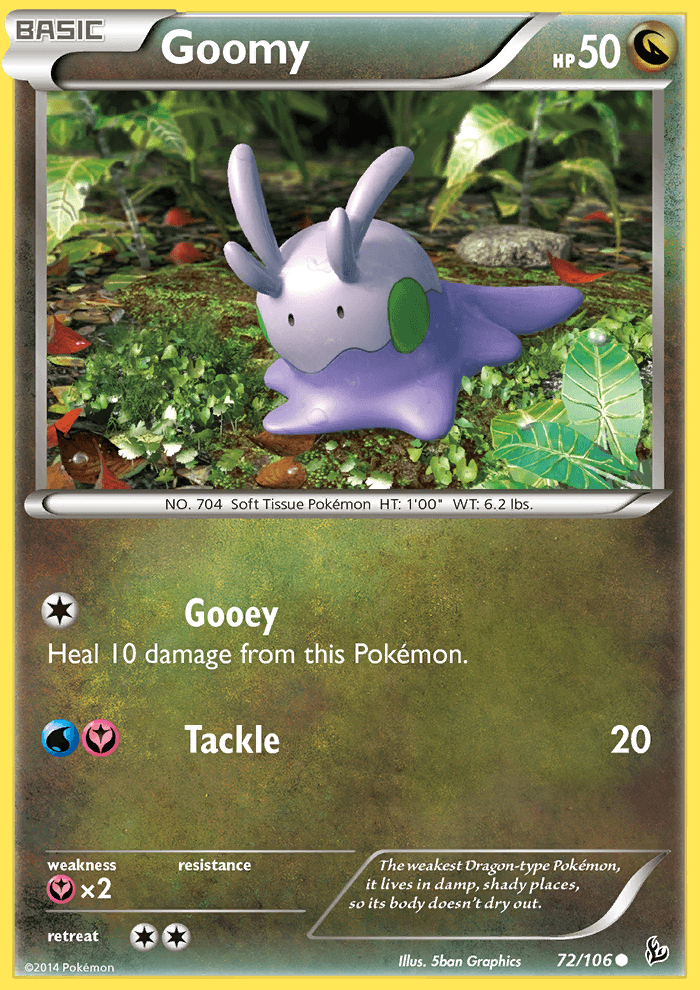 BASIC
Goomy
HP50
NO. 704 Soft Tissue Pokémon HT: 1'00" WT: 6.2 lbs.
Gooey
Heal 10 damage from this Pokémon.
Tackle 20
weakness resistance
×2
The weakest Dragon-type Pokémon,
it lives in damp, shady places,
so its body doesn't dry out.
retreat
©2014 Pokémon
Illus. 5ban Graphics 72/106